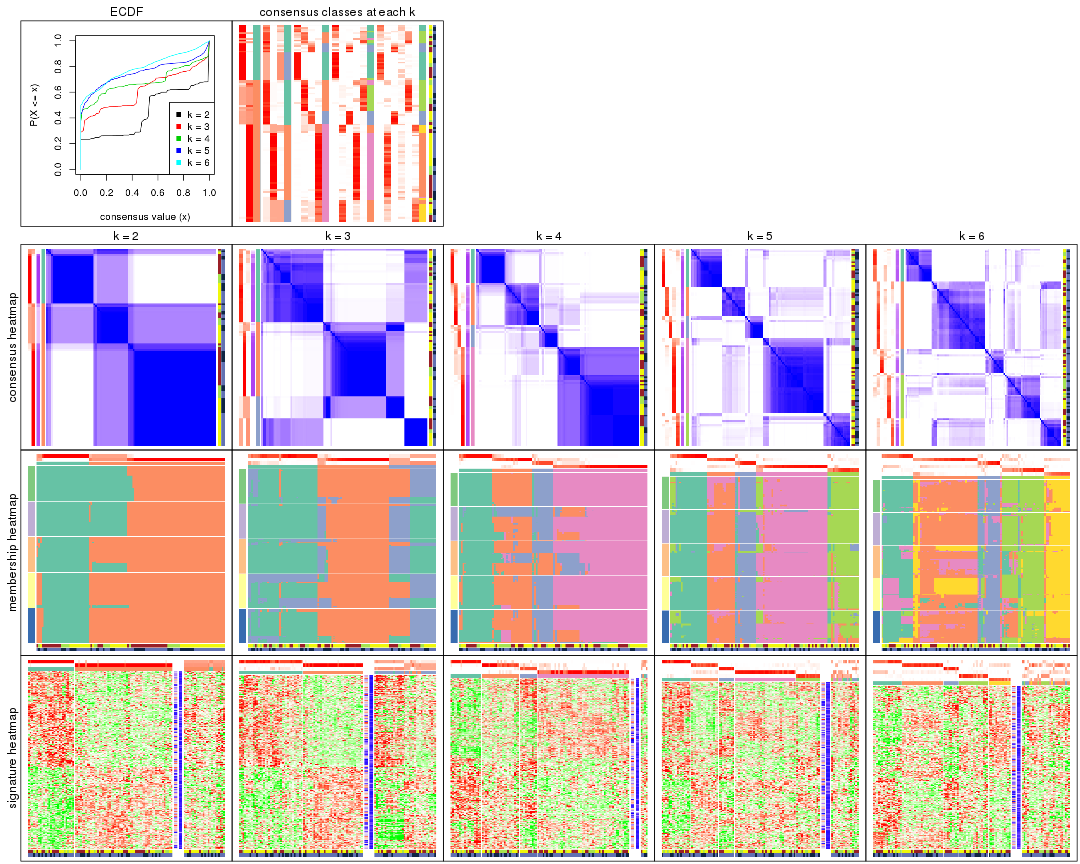 ECDF
consensus classes at each k
P(X <= x)
0.0
0.2
0.4
0.6
0.8
1.0
k = 2
k = 3
k = 4
k = 5
k = 6
0.0 0.2 0.4 0.6 0.8 1.0
consensus value (x)
k = 2
k = 3
k = 4
k = 5
k = 6
consensus heatmap
membership heatmap
signature heatmap